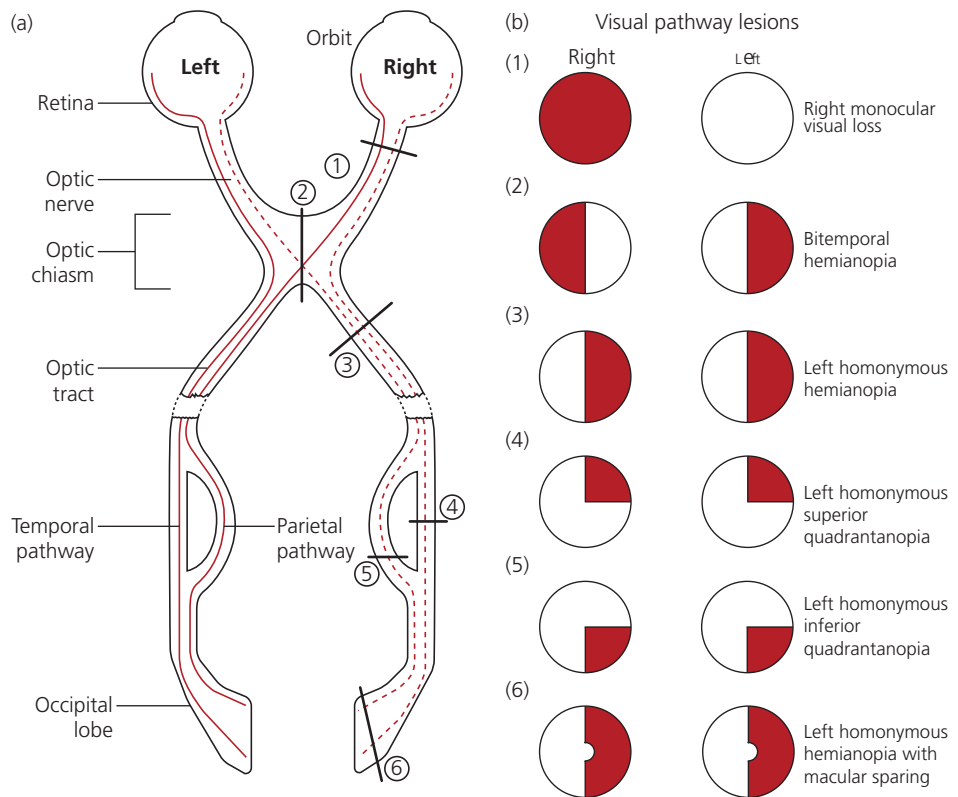 (a)
Orbit
Left
Right
Retina
①
Optic
nerve
②
Optic
chiasm
③
Optic
tract
④
Temporal
pathway
Parietal
pathway
⑤
Occipital
lobe
⑥
(b)
Visual pathway lesions
Right
Left
(1)
Right monocular
visual loss
(2)
Bitemporal
hemianopia
(3)
Left homonymous
hemianopia
(4)
Left homonymous
superior
quadrantanopia
(5)
Left homonymous
inferior
quadrantanopia
(6)
Left homonymous
hemianopia with
macular sparing